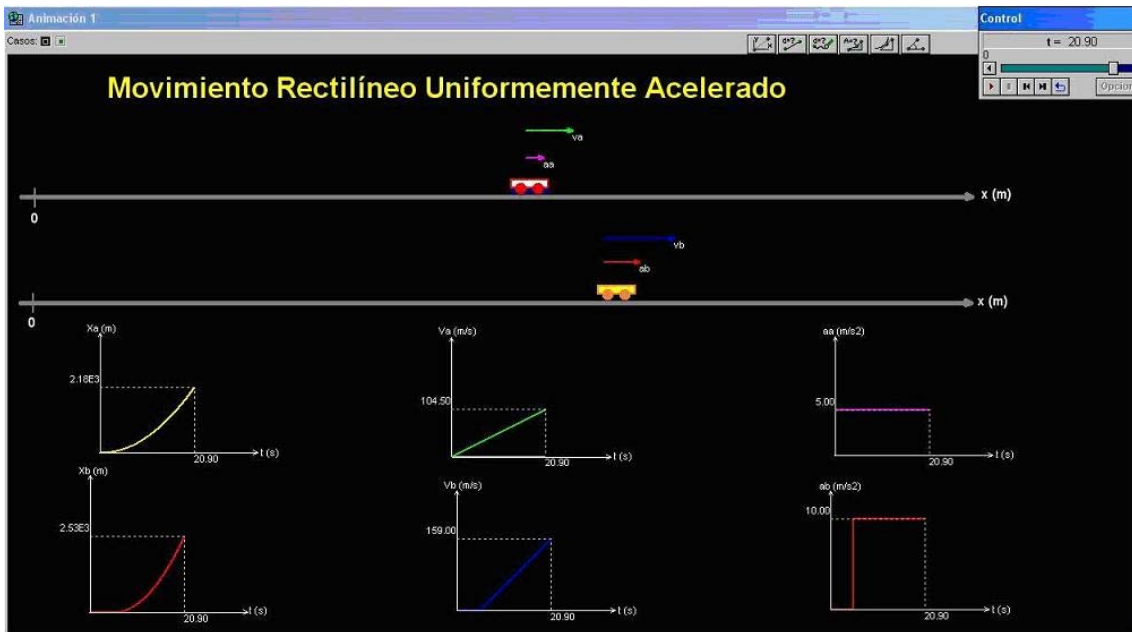 Animación 1
Control
Casos:
t = 20.90
0
Opcion
Movimiento Rectilíneo Uniformemente Acelerado
va
aa
x (m)
0
vb
ab
x (m)
0
Xa (m)
2.18E3
20.90
t (s)
Va (m/s)
104.50
20.90
t (s)
aa (m/s2)
5.00
20.90
t (s)
Xb (m)
2.53E3
20.90
t (s)
Vb (m/s)
159.00
20.90
t (s)
ab (m/s2)
10.00
20.90
t (s)